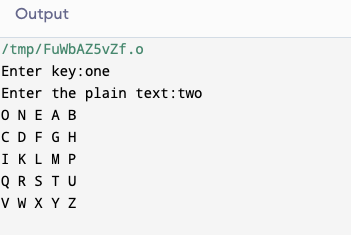 Output
/tmp/FuWbAZ5vZf.o
Enter key:one
Enter the plain text:two
O N E A B
C D F G H
I K L M P
Q R S T U
V W X Y Z